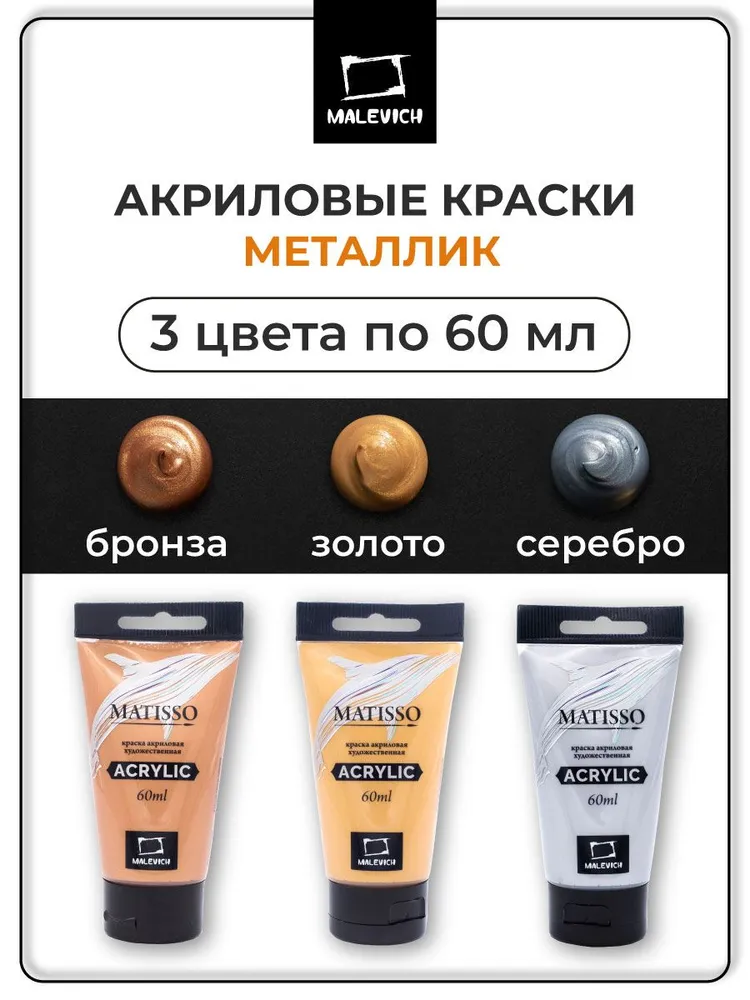 MALEVICH
АКРИЛОВЫЕ КРАСКИ
МЕТАЛЛИК
3 цвета по 60 мл
бронза золото серебро
MATISSO
краска акриловая
художественная
ACRYLIC
60ml
MALEVICH
MATISSO
краска акриловая
художественная
ACRYLIC
60ml
MALEVICH
MATISSO
краска акриловая
художественная
ACRYLIC
60ml
MALEVICH